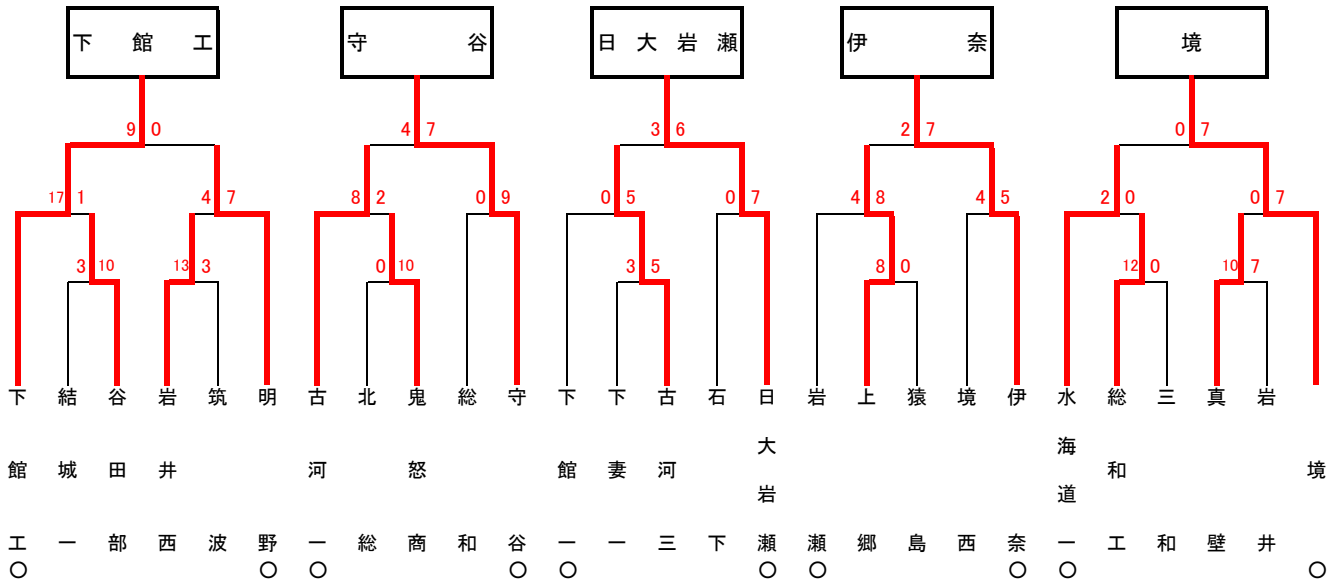 下館工 守谷 日大岩瀬 伊奈 境
9 0 4 7 3 6 2 7 0 7
17 1 4 7 8 2 0 9 0 5 0 7 4 8 4 5 2 0 0 7
3 10 13 3 0 10 3 5 8 0 12 0 10 7
下館工
結城一
谷田部
岩井西
筑波
明野
古河一
北総
鬼怒商
総和
守谷
下館一
下妻一
古河三
石下
日大岩瀬
岩瀬
上郷
猿島
境西
伊奈
水海道一
総和工
三和
真壁
岩井
境
○ ○ ○ ○ ○ ○ ○ ○ ○ ○